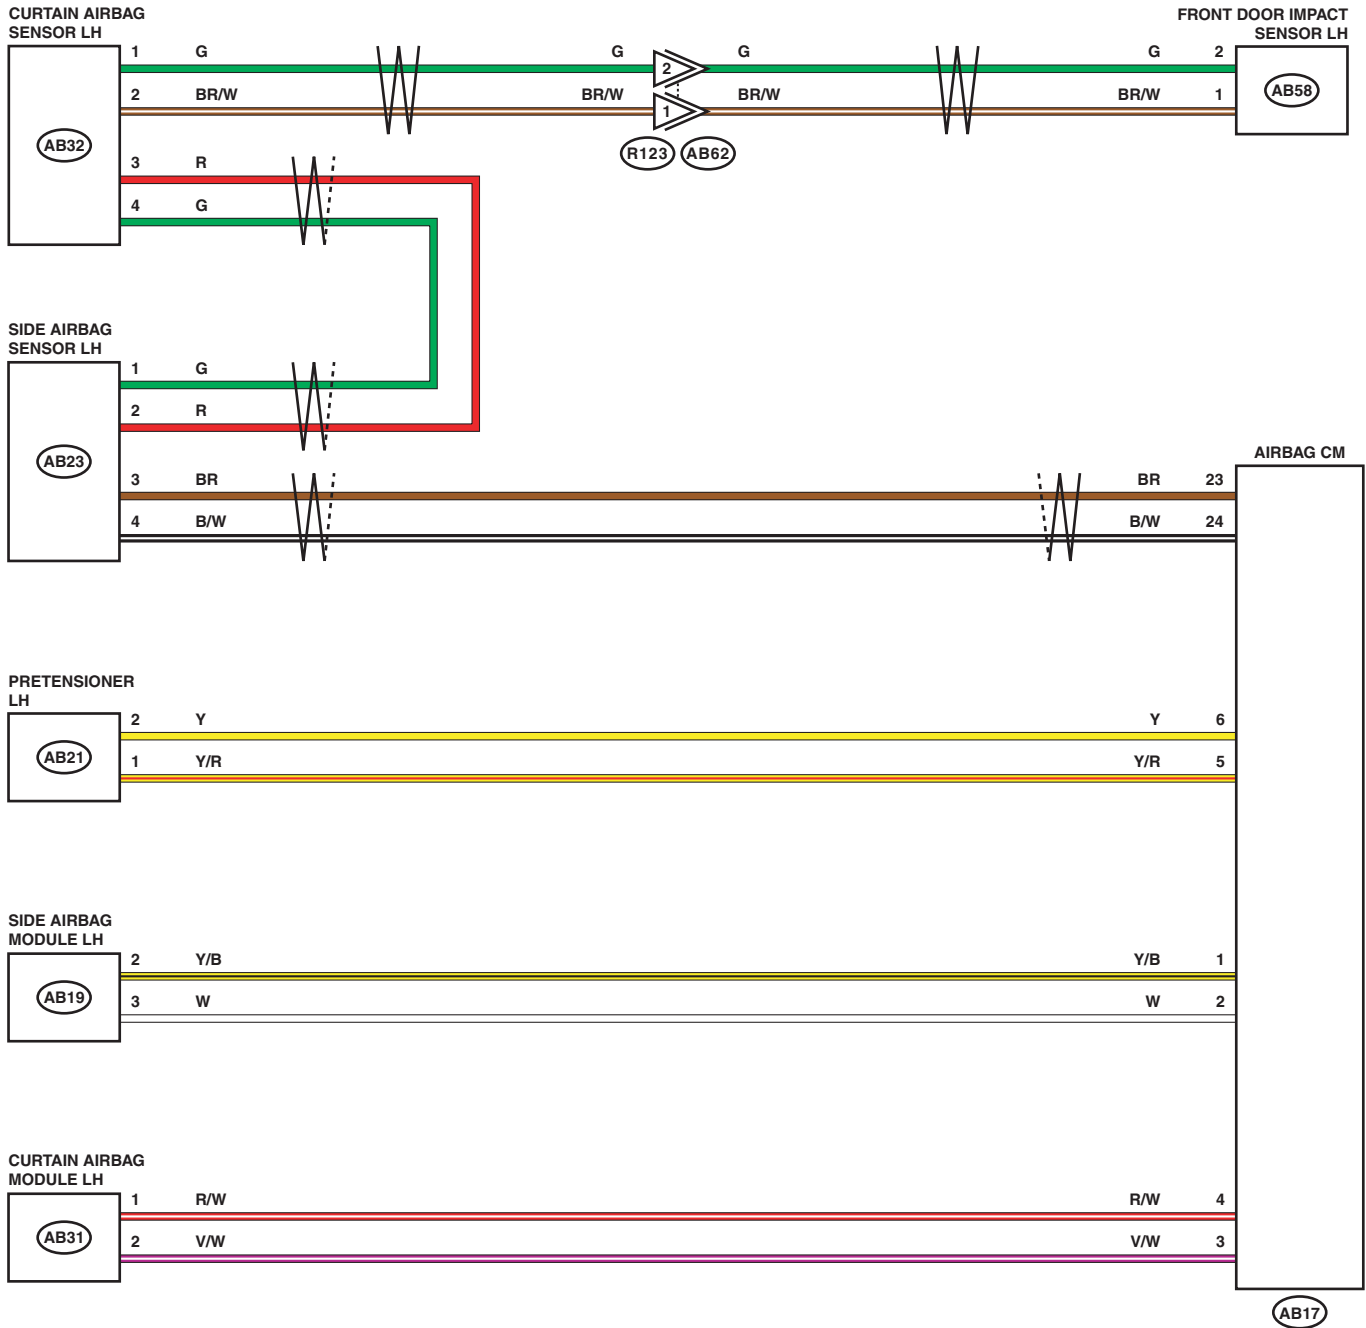 CURTAIN AIRBAG
SENSOR LH
FRONT DOOR IMPACT
SENSOR LH
1 G G G G 2
2
2 BR/W BR/W BR/W BR/W 1
1
AB32
R123 AB62
AB58
3 R
4 G
SIDE AIRBAG
SENSOR LH
1 G
2 R
AB23
AIRBAG CM
3 BR BR 23
4 B/W B/W 24
PRETENSIONER
LH
2 Y Y 6
AB21
1 Y/R Y/R 5
SIDE AIRBAG
MODULE LH
2 Y/B Y/B 1
AB19
3 W W 2
CURTAIN AIRBAG
MODULE LH
1 R/W R/W 4
AB31
2 V/W V/W 3
AB17